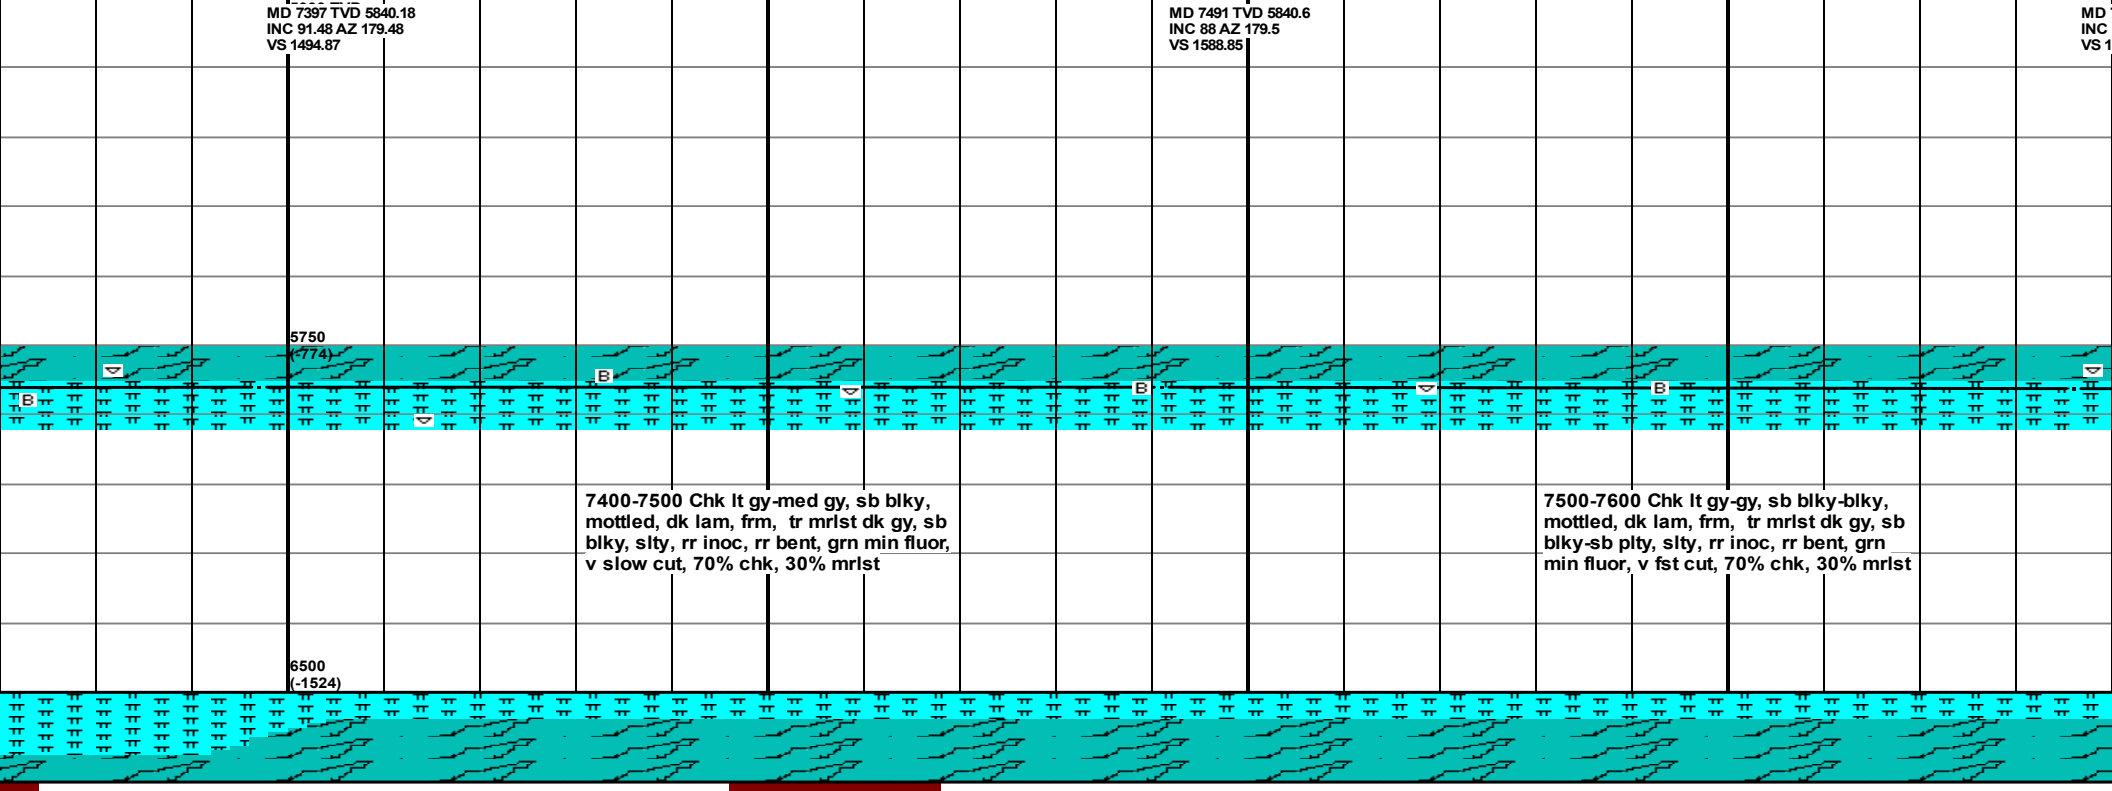 MD 7397 TVD 5840.18
INC 91.48 AZ 179.48
VS 1494.87
MD 7491 TVD 5840.6
INC 88 AZ 179.5
VS 1588.85
MD
INC
VS 1
5750
(-774)
B
B
B
B
7400-7500 Chk lt gy-med gy, sb blky,
mottled, dk lam, frm, tr mrlst dk gy, sb
blky, slty, rr inoc, rr bent, grn min fluor,
v slow cut, 70% chk, 30% mrlst
7500-7600 Chk lt gy-gy, sb blky-blky,
mottled, dk lam, frm, tr mrlst dk gy, sb
blky-sb plty, slty, rr inoc, rr bent, grn
min fluor, v fst cut, 70% chk, 30% mrlst
6500
(-1524)